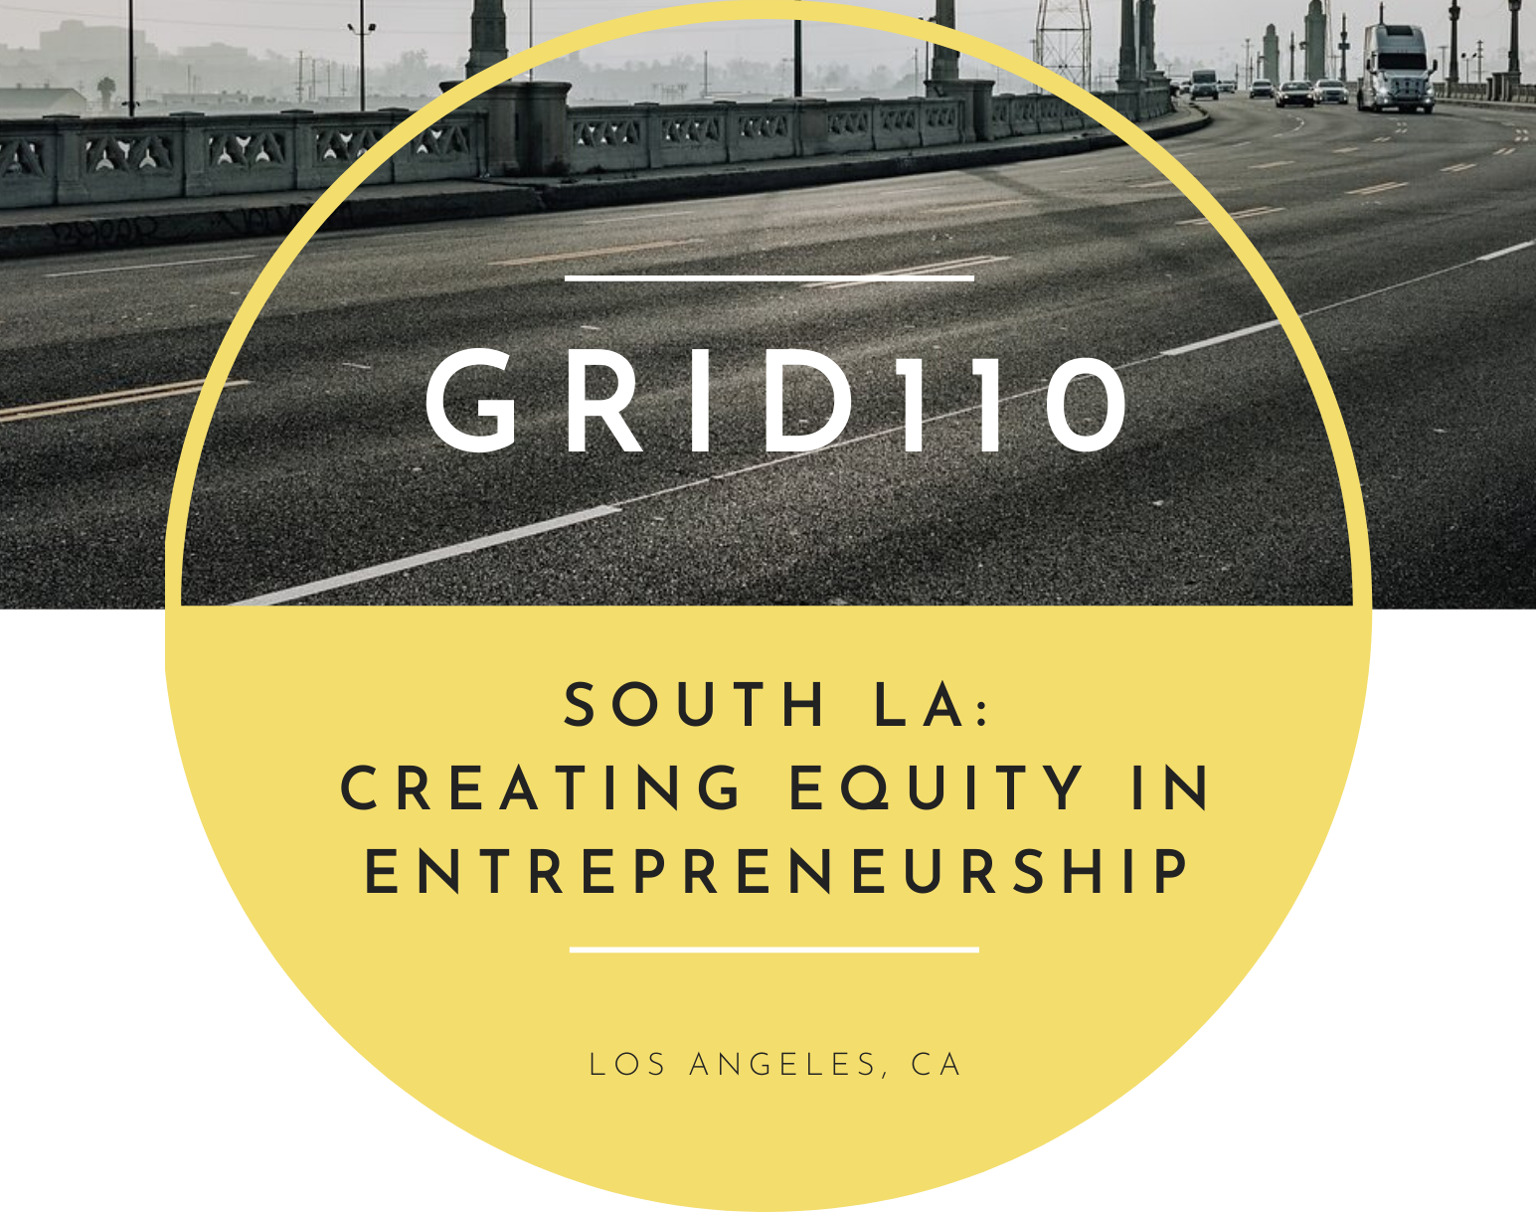 GRID110
SOUTH LA:
CREATING EQUITY IN
ENTREPRENEURSHIP
LOS ANGELES, CA